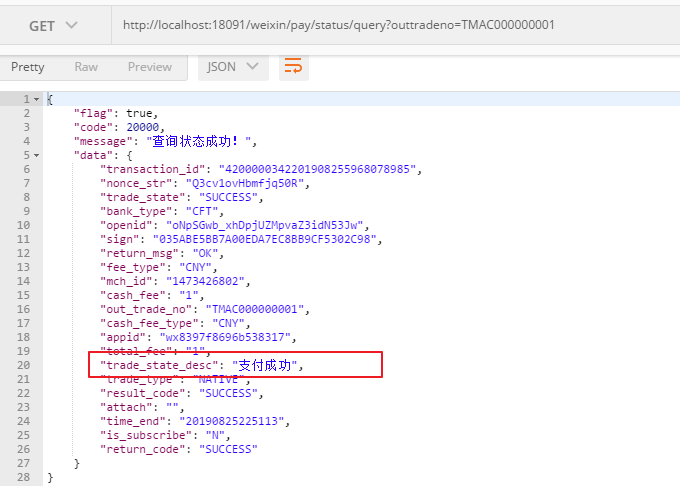 GET http://localhost:18091/weixin/pay/status/query?outtradeno=TMAC000000001
Pretty Raw Preview JSON
1 {
2 "flag": true,
3 "code": 20000,
4 "message": "查询状态成功！",
5 "data": {
6 "transaction_id": "4200000342201908255968078985",
7 "nonce_str": "Q3cv1ovHbmfjq50R",
8 "trade_state": "SUCCESS",
9 "bank_type": "CFT",
10 "openid": "oNpSGwb_xhDpjUZMpvaZ3idN53Jw",
11 "sign": "035ABE5BB7A00EDA7EC8BB9CF5302C98",
12 "return_msg": "OK",
13 "fee_type": "CNY",
14 "mch_id": "1473426802",
15 "cash_fee": "1",
16 "out_trade_no": "TMAC000000001",
17 "cash_fee_type": "CNY",
18 "appid": "wx8397f8696b538317",
19 "total_fee": "1",
20 "trade_state_desc": "支付成功",
21 "trade_type": "NATIVE",
22 "result_code": "SUCCESS",
23 "attach": "",
24 "time_end": "20190825225113",
25 "is_subscribe": "N",
26 "return_code": "SUCCESS"
27 }
28 }